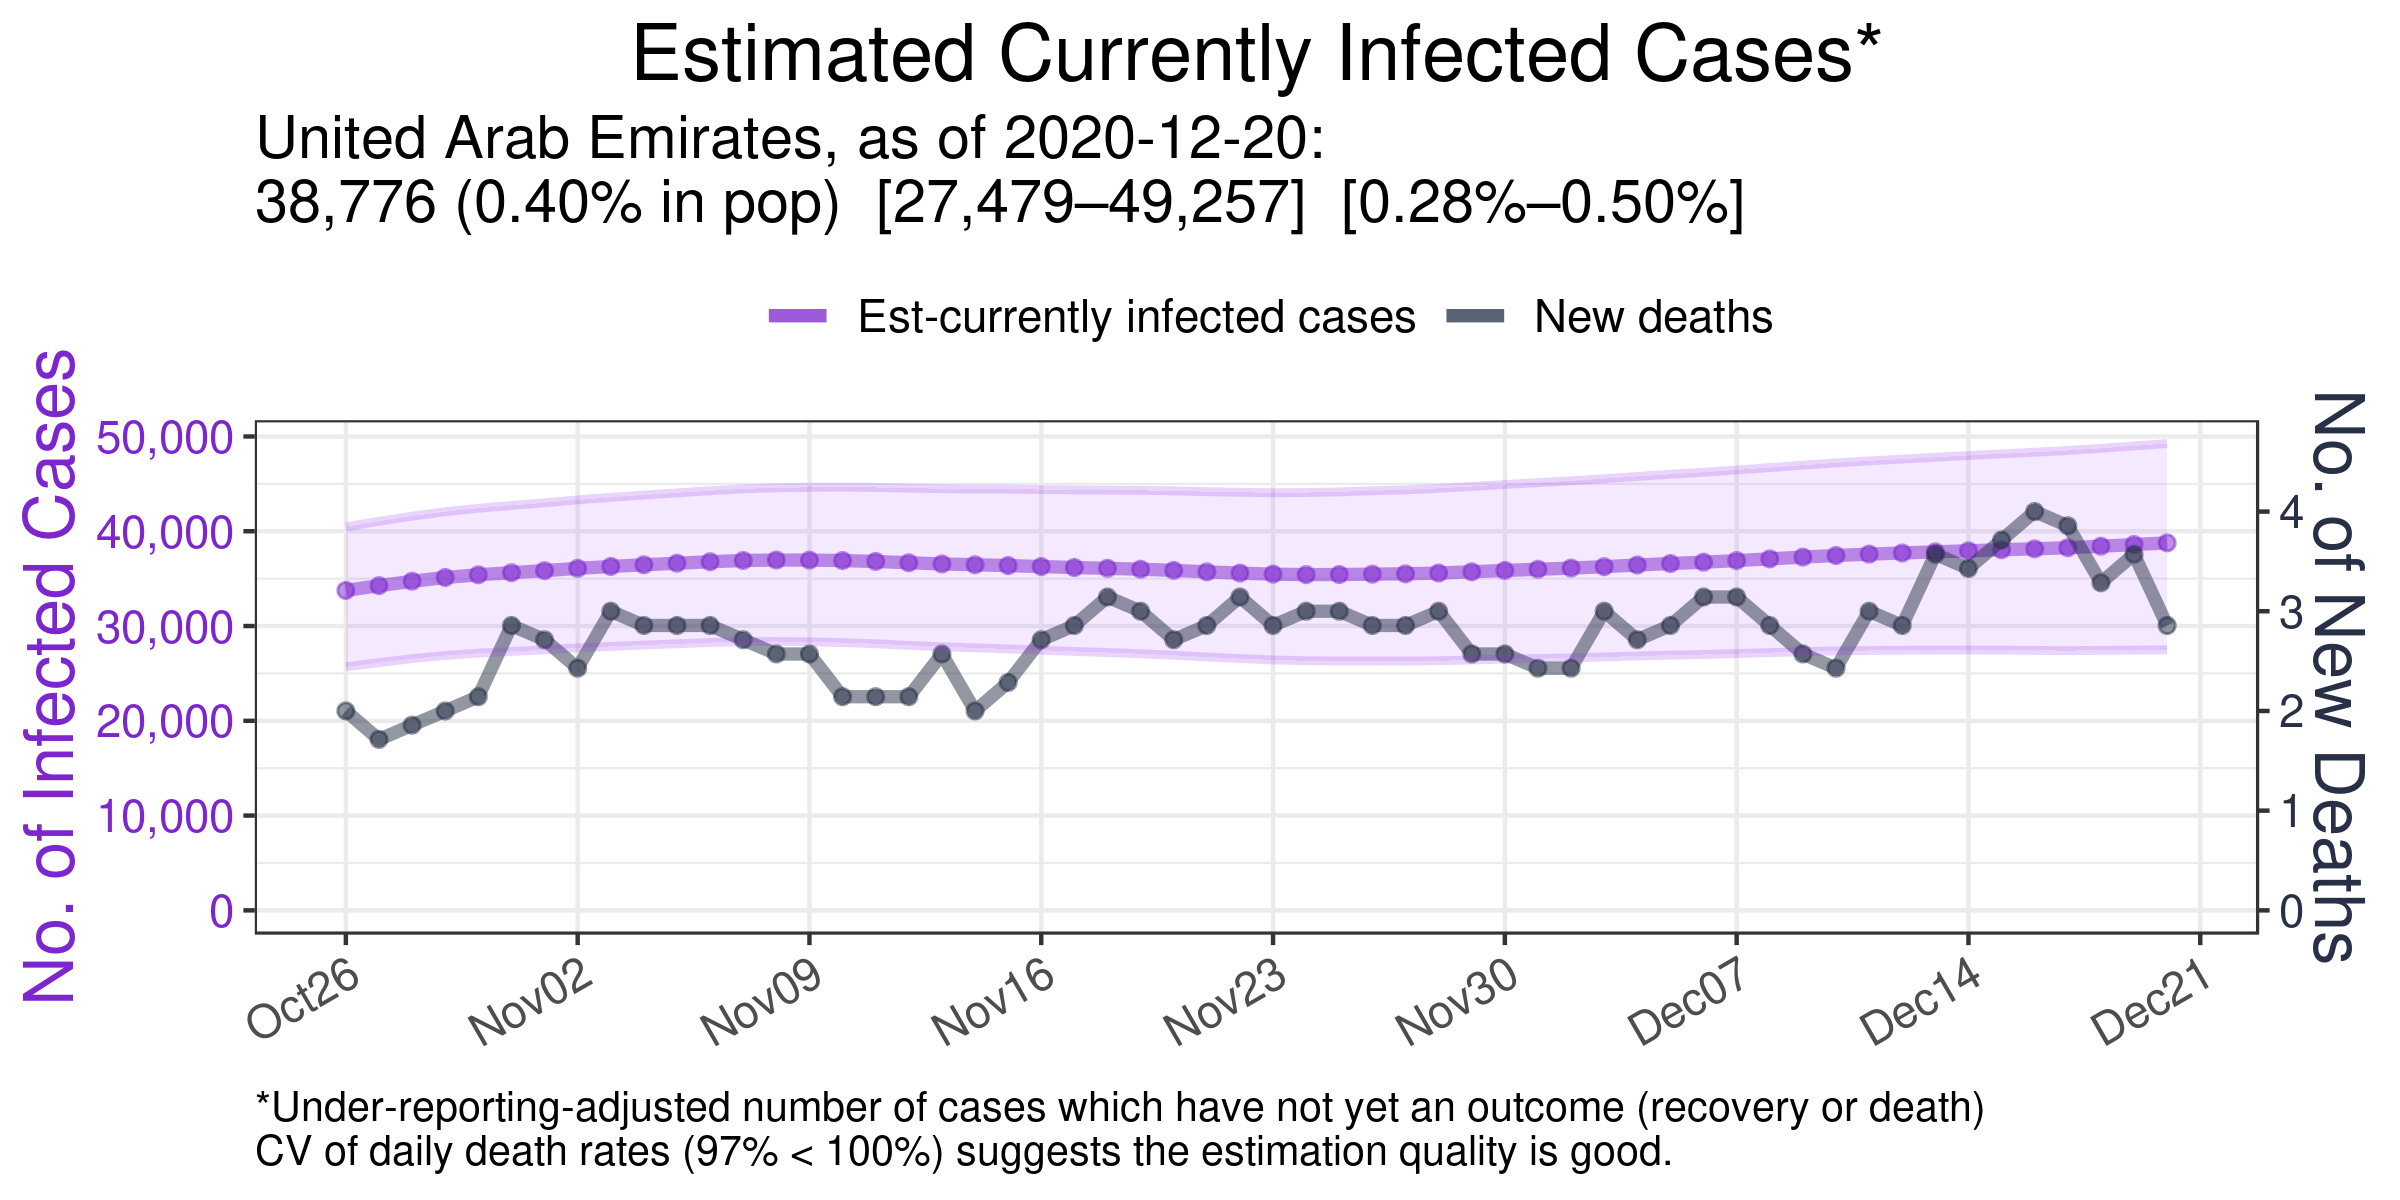 Estimated Currently Infected Cases*
United Arab Emirates, as of 2020-12-20:
38,776 (0.40% in pop)  [27,479–49,257]  [0.28%–0.50%]
Est-currently infected cases
New deaths
No. of Infected Cases
50,000
40,000
30,000
20,000
10,000
0
4
3
2
1
0
No. of New Deaths
Oct26
Nov02
Nov09
Nov16
Nov23
Nov30
Dec07
Dec14
Dec21
*Under-reporting-adjusted number of cases which have not yet an outcome (recovery or death)
CV of daily death rates (97% < 100%) suggests the estimation quality is good.